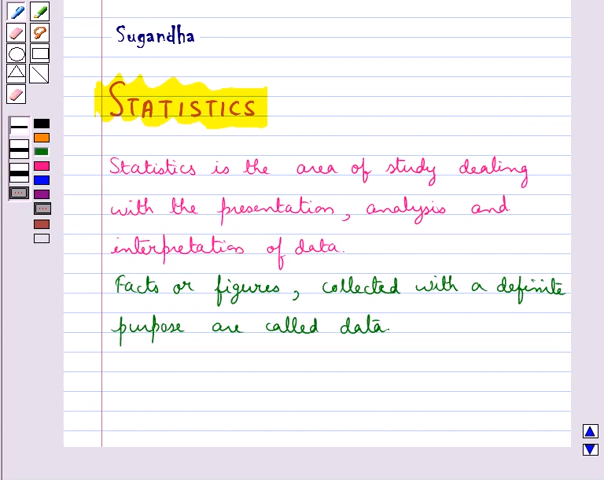 Sugandha
STATISTICS
Statistics is the area of study dealing
with the presentation, analysis and
interpretation of data.
Facts or figures, collected with a definite
purpose are called data.